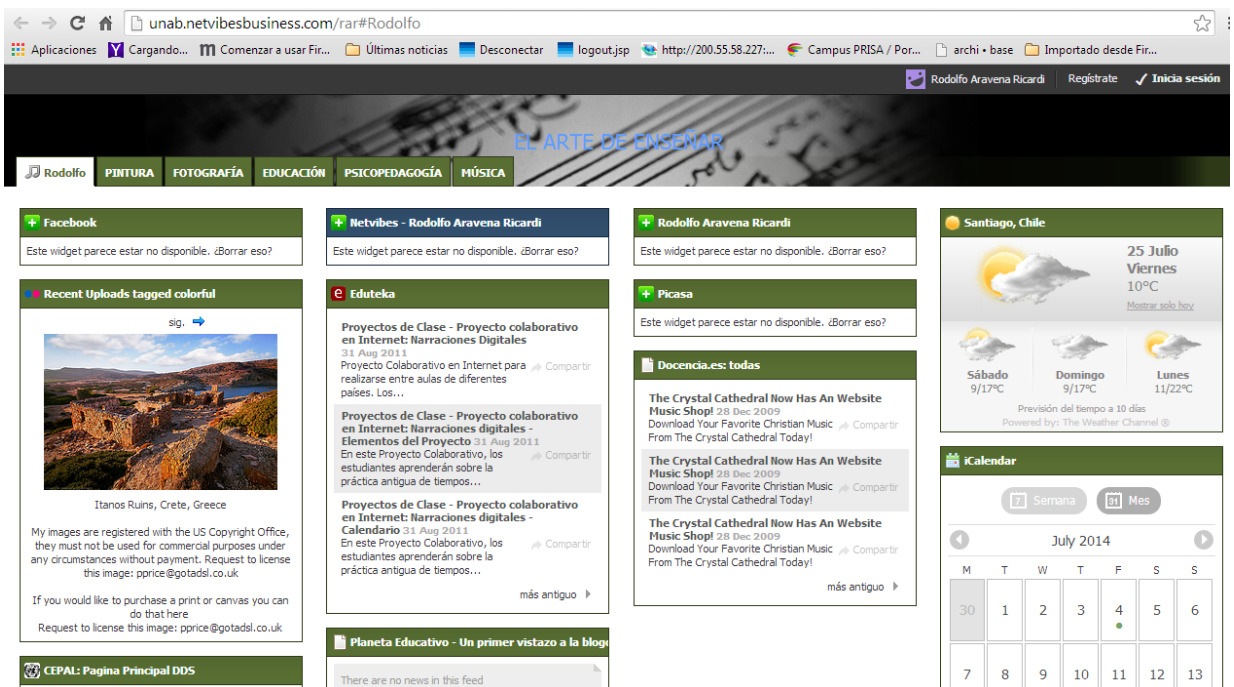 unab.netvibesbusiness.com/rar#Rodolfo
Aplicaciones Cargando... Comenzar a usar Fir... Últimas noticias Desconectar logout.jsp http://200.55.58.227:... Campus PRISA / Por... archi • base Importado desde Fir...
Rodolfo Aravena Ricardi Regístrate Inicia sesión
EL ARTE DE ENSEÑAR
Rodolfo PINTURA FOTOGRAFÍA EDUCACIÓN PSICOPEDAGOGÍA MÚSICA
Facebook
Este widget parece estar no disponible. ¿Borrar eso?
Recent Uploads tagged colorful
sig.
Itanos Ruins, Crete, Greece
My images are registered with the US Copyright Office,
they must not be used for commercial purposes under
any circumstances without payment. Request to license
this image: pprice@gotadsl.co.uk
If you would like to purchase a print or canvas you can
do that here
Request to license this image: pprice@gotadsl.co.uk
CEPAL: Pagina Principal DDS
Netvibes - Rodolfo Aravena Ricardi
Este widget parece estar no disponible. ¿Borrar eso?
e Eduteka
Proyectos de Clase - Proyecto colaborativo
en Internet: Narraciones Digitales
31 Aug 2011
Proyecto Colaborativo en Internet para Compartir
realizarse entre aulas de diferentes
países. Los...
Proyectos de Clase - Proyecto colaborativo
en Internet: Narraciones digitales -
Elementos del Proyecto 31 Aug 2011
En este Proyecto Colaborativo, los Compartir
estudiantes aprenderán sobre la
práctica antigua de tiempos...
Proyectos de Clase - Proyecto colaborativo
en Internet: Narraciones digitales -
Calendario 31 Aug 2011
En este Proyecto Colaborativo, los Compartir
estudiantes aprenderán sobre la
práctica antigua de tiempos...
más antiguo
Planeta Educativo - Un primer vistazo a la blogo
There are no news in this feed
Rodolfo Aravena Ricardi
Este widget parece estar no disponible. ¿Borrar eso?
Picasa
Este widget parece estar no disponible. ¿Borrar eso?
Docencia.es: todas
The Crystal Cathedral Now Has An Website
Music Shop! 28 Dec 2009
Download Your Favorite Christian Music Compartir
From The Crystal Cathedral Today!
The Crystal Cathedral Now Has An Website
Music Shop! 28 Dec 2009
Download Your Favorite Christian Music Compartir
From The Crystal Cathedral Today!
The Crystal Cathedral Now Has An Website
Music Shop! 28 Dec 2009
Download Your Favorite Christian Music Compartir
From The Crystal Cathedral Today!
más antiguo
Santiago, Chile
25 Julio
Viernes
10°C
Mostrar solo hoy
Sábado Domingo Lunes
9/17°C 9/17°C 11/22°C
Previsión del tiempo a 10 días
Powered by: The Weather Channel ®
iCalendar
7 Semana 31 Mes
July 2014
M T W T F S S
30 1 2 3 4 5 6
7 8 9 10 11 12 13